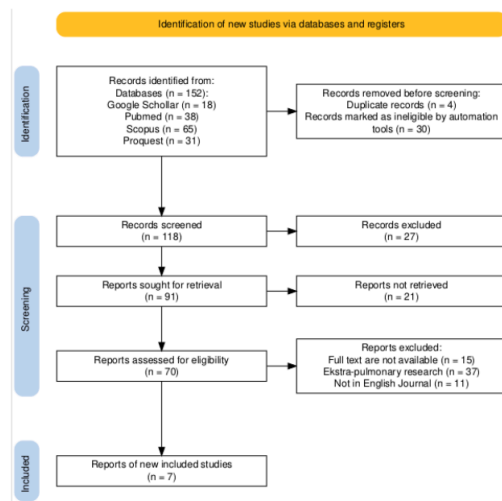 Identification of new studies via databases and registers
Identification
Records identified from:
Databases (n = 152):
Google Schollar (n = 18)
Pubmed (n = 38)
Scopus (n = 65)
Proquest (n = 31)
Records removed before screening:
Duplicate records (n = 4)
Records marked as ineligible by automation
tools (n = 30)
Screening
Records screened
(n = 118)
Records excluded
(n = 27)
Reports sought for retrieval
(n = 91)
Reports not retrieved
(n = 21)
Reports assessed for eligibility
(n = 70)
Reports excluded:
Full text are not available (n = 15)
Ekstra-pulmonary research (n = 37)
Not in English Journal (n = 11)
Included
Reports of new included studies
(n = 7)